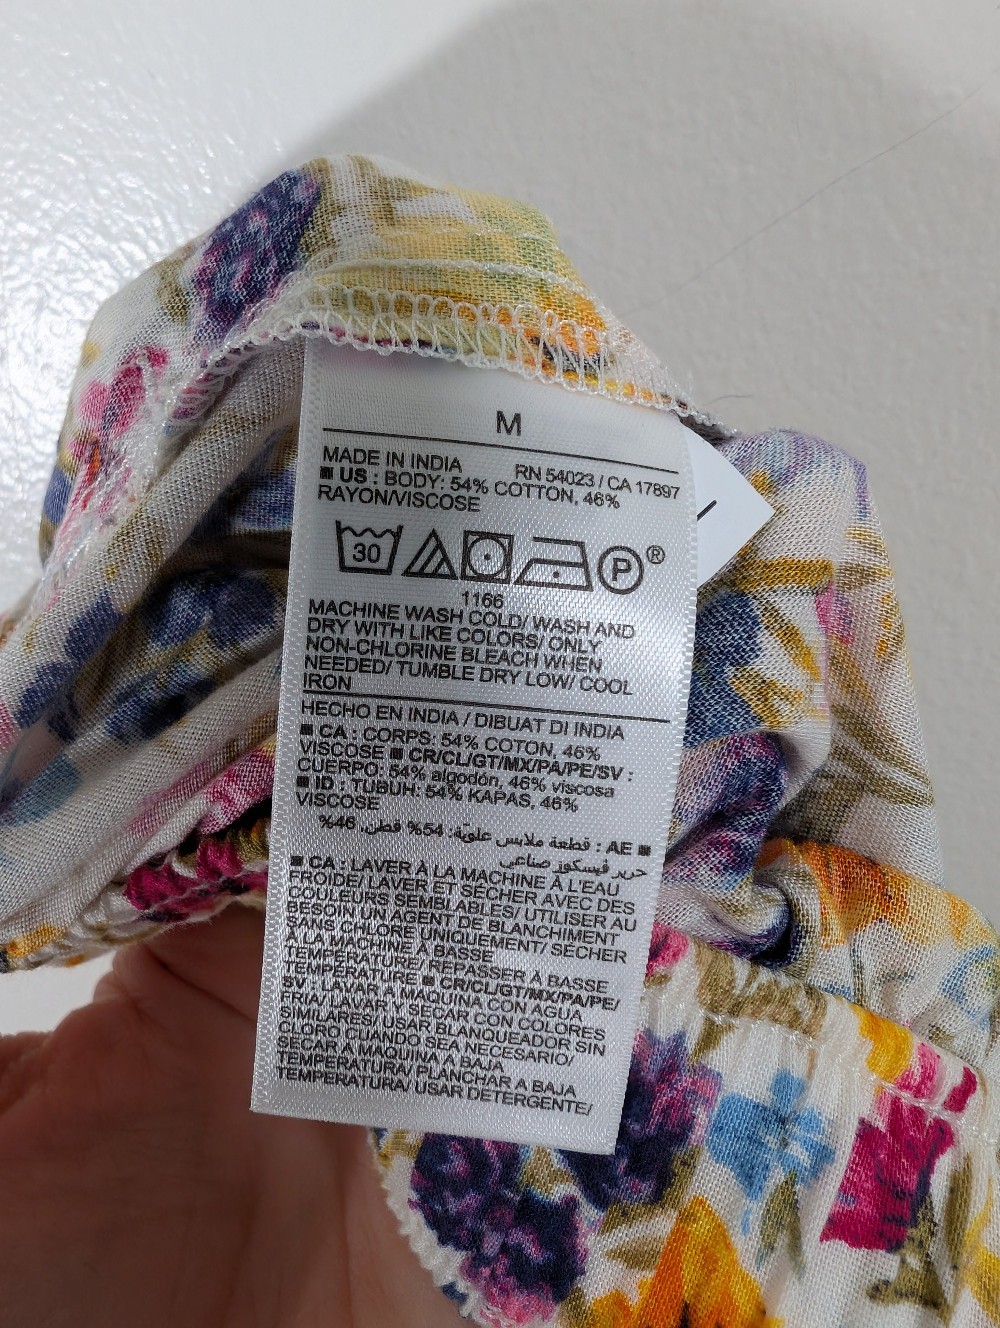 M
MADE IN INDIA RN 54023 / CA 17897
■ US : BODY: 54% COTTON, 46%
RAYON/VISCOSE
30 P ®
1166
MACHINE WASH COLD/ WASH AND
DRY WITH LIKE COLORS/ ONLY
NON-CHLORINE BLEACH WHEN
NEEDED/ TUMBLE DRY LOW/ COOL
IRON
HECHO EN INDIA / DIBUAT DI INDIA
■ CA : CORPS: 54% COTON, 46%
VISCOSE ■ CR/CL/GT/MX/PA/PE/SV :
CUERPO: 54% algodón, 46% viscosa
■ ID : TUBUH: 54% KAPAS, 46%
VISCOSE
■ AE : قطعة ملابس علويّة: 54% قطن, 46%
حرير فيسكوز صناعي
■ CA : LAVER À LA MACHINE À L'EAU
FROIDE/ LAVER ET SÉCHER AVEC DES
COULEURS SEMBLABLES/ UTILISER AU
BESOIN UN AGENT DE BLANCHIMENT
SANS CHLORE UNIQUEMENT/ SÉCHER
À LA MACHINE À BASSE
TEMPÉRATURE/ REPASSER À BASSE
TEMPÉRATURE ■ CR/CL/GT/MX/PA/PE/
SV : LAVAR A MAQUINA CON AGUA
FRIA/ LAVAR Y SECAR CON COLORES
SIMILARES/ USAR BLANQUEADOR SIN
CLORO CUANDO SEA NECESARIO/
SECAR A MAQUINA A BAJA
TEMPERATURA/ PLANCHAR A BAJA
TEMPERATURA/ USAR DETERGENTE/